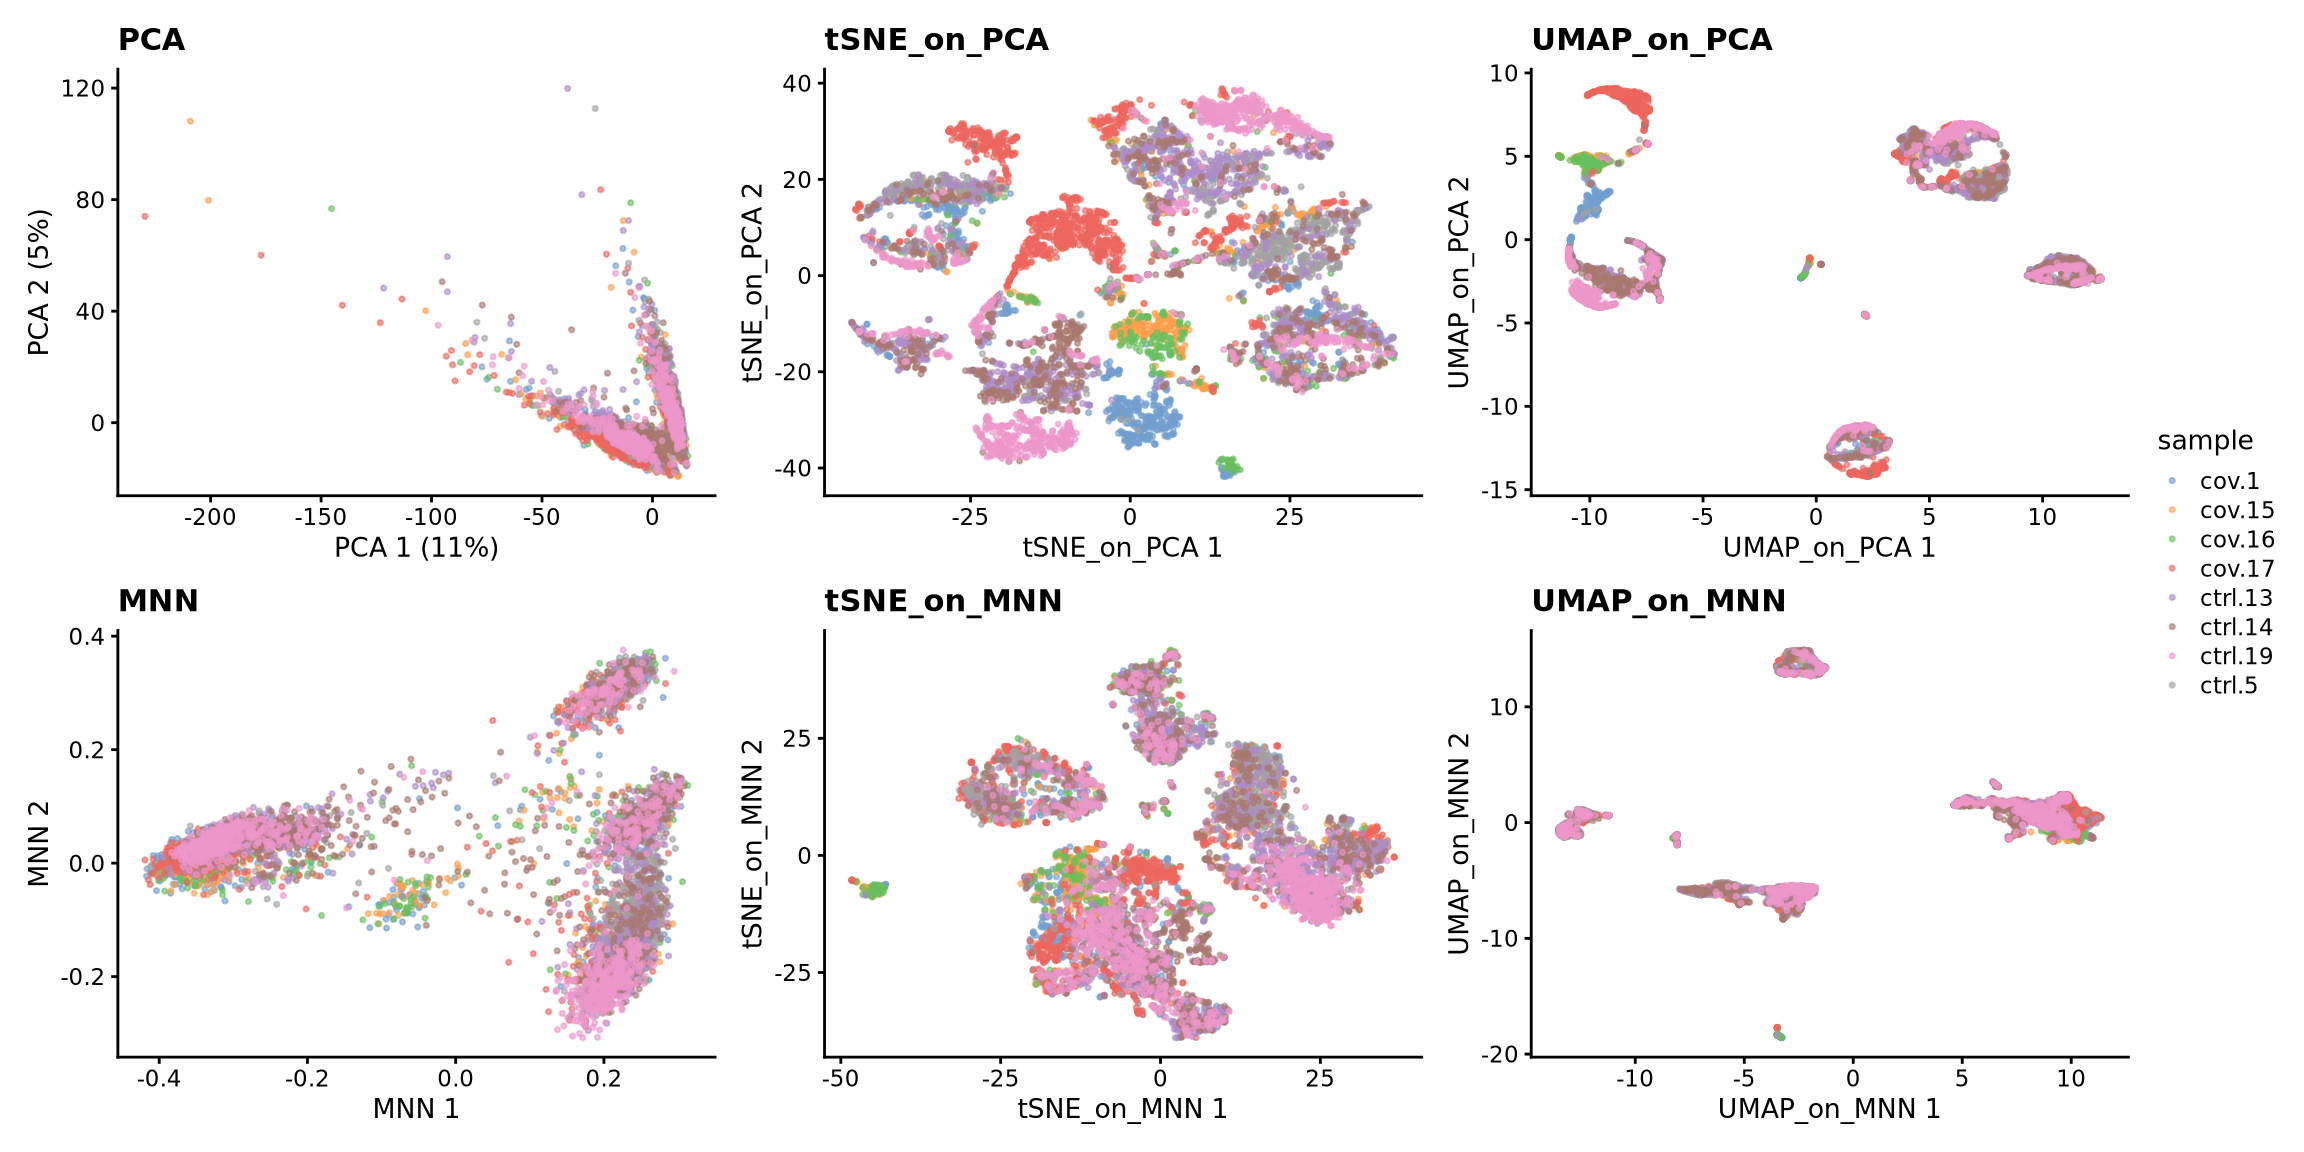 PCA
120
80
40
0
PCA 2 (5%)
-200
-150
-100
-50
0
PCA 1 (11%)
tSNE_on_PCA
40
20
0
-20
-40
tSNE_on_PCA 2
-25
0
25
tSNE_on_PCA 1
UMAP_on_PCA
10
5
0
-5
-10
-15
UMAP_on_PCA 2
-10
-5
0
5
10
UMAP_on_PCA 1
MNN
0.4
0.2
0.0
-0.2
MNN 2
-0.4
-0.2
0.0
0.2
MNN 1
tSNE_on_MNN
25
0
-25
tSNE_on_MNN 2
-50
-25
0
25
tSNE_on_MNN 1
UMAP_on_MNN
10
0
-10
-20
UMAP_on_MNN 2
-10
-5
0
5
10
UMAP_on_MNN 1
sample
cov.1
cov.15
cov.16
cov.17
ctrl.13
ctrl.14
ctrl.19
ctrl.5